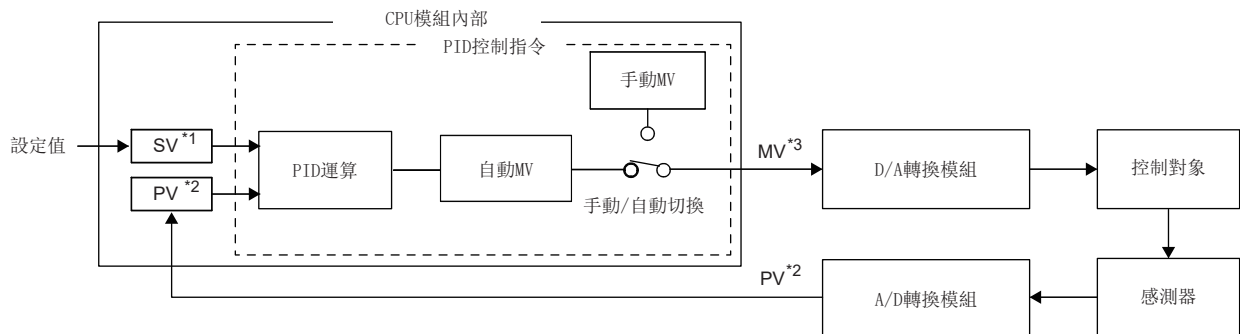 CPU模組內部
PID控制指令
手動MV
設定值
SV*1
PV*2
PID運算
自動MV
手動/自動切換
MV*3
D/A轉換模組
控制對象
PV*2
A/D轉換模組
感測器